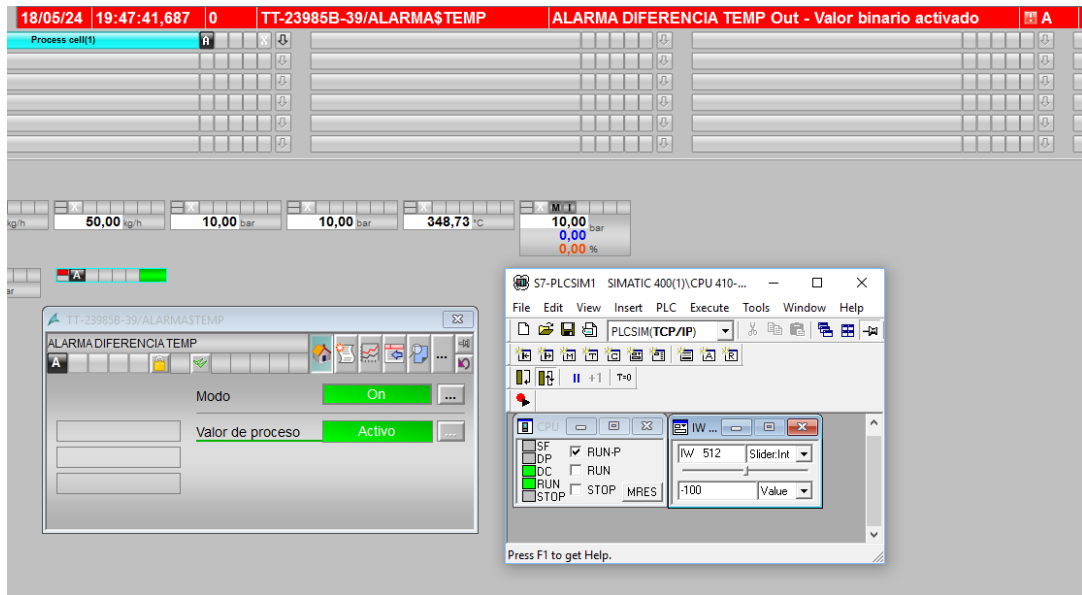 18/05/24 19:47:41,687 0 TT-23985B-39/ALARMA$TEMP ALARMA DIFERENCIA TEMP Out - Valor binario activado A
Process cell(1) A X
kg/h X 50,00 kg/h X 10,00 bar X 10,00 bar X 348,73 °C X M I 10,00 bar
0,00
0,00 %
A
ar
TT-23985B-39/ALARMA$TEMP
ALARMA DIFERENCIA TEMP
A
...
Modo On ...
Valor de proceso Activo ...
S7-PLCSIM1 SIMATIC 400(1)\CPU 410-...
File Edit View Insert PLC Execute Tools Window Help
PLCSIM(TCP/IP)
+1 T=0
CPU
SF
DP
DC
RUN
STOP
RUN-P
RUN
STOP MRES
IW ...
IW 512 Slider:Int
-100 Value
Press F1 to get Help.